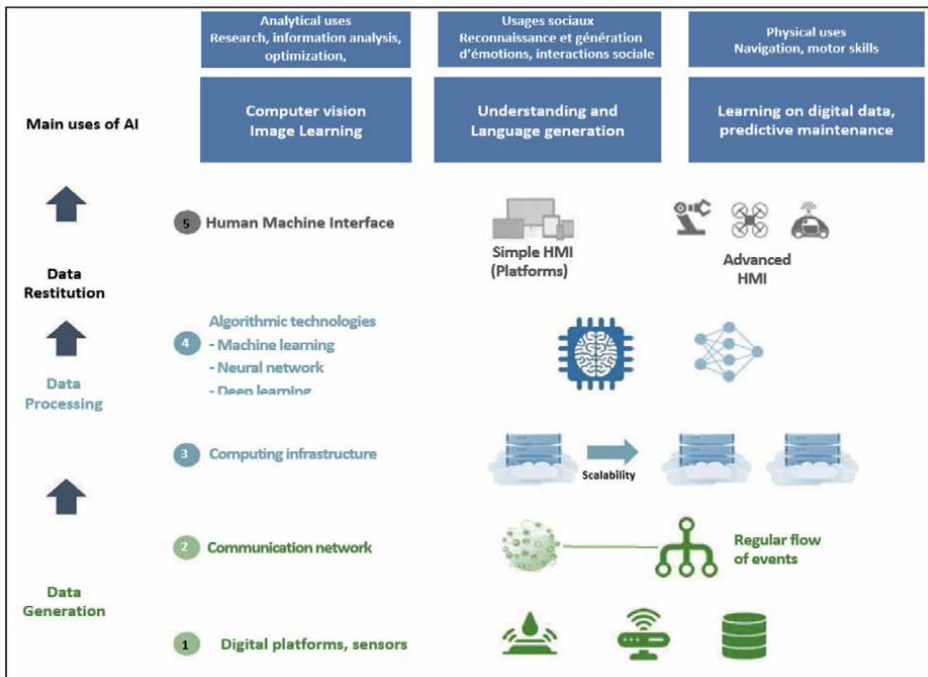 Analytical uses
Research, information analysis,
optimization,
Usages sociaux
Reconnaissance et génération
d'émotions, interactions sociale
Physical uses
Navigation, motor skills
Main uses of AI
Computer vision
Image Learning
Understanding and
Language generation
Learning on digital data,
predictive maintenance
5 Human Machine Interface
Simple HMI
(Platforms)
Advanced
HMI
Data
Restitution
4
Algorithmic technologies
- Machine learning
- Neural network
- Deep learning
Data
Processing
3 Computing infrastructure
Scalability
2 Communication network
Regular flow
of events
Data
Generation
1 Digital platforms, sensors